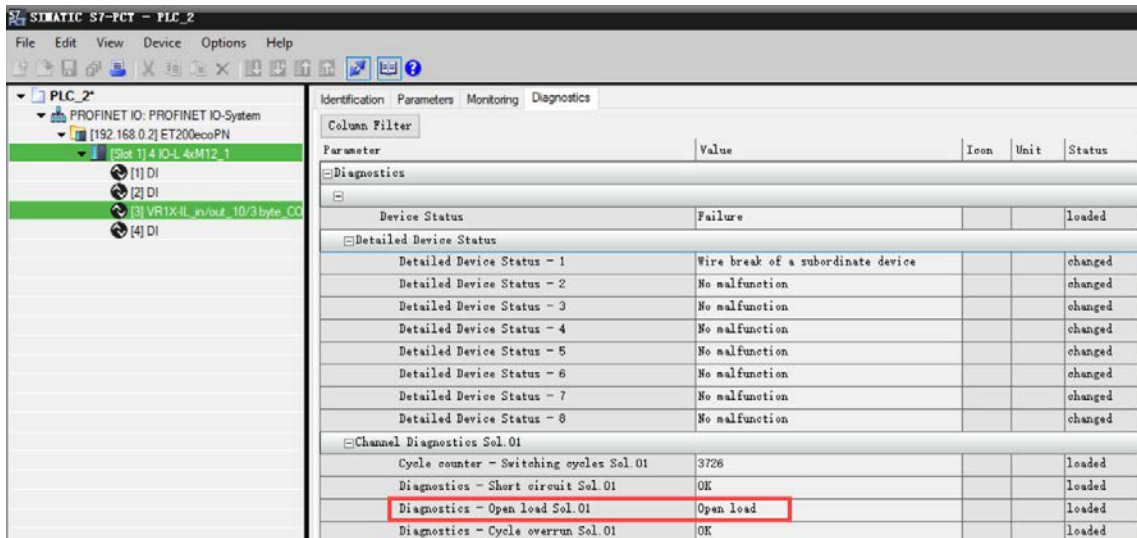 SIMATIC S7-PCT - PLC_2
File Edit View Device Options Help
PLC_2*
PROFINET IO: PROFINET IO-System
[192.168.0.2] ET200ecoPN
[Slot 1] 4 IO-L 4xM12_1
[1] DI
[2] DI
[3] VR1X-IL_in/out_10/3 byte_CO
[4] DI
Identification Parameters Monitoring Diagnostics
Column Filter
Parameter Value Icon Unit Status
Diagnostics
Device Status Failure loaded
Detailed Device Status
Detailed Device Status - 1 Wire break of a subordinate device changed
Detailed Device Status - 2 No malfunction changed
Detailed Device Status - 3 No malfunction changed
Detailed Device Status - 4 No malfunction changed
Detailed Device Status - 5 No malfunction changed
Detailed Device Status - 6 No malfunction changed
Detailed Device Status - 7 No malfunction changed
Detailed Device Status - 8 No malfunction changed
Channel Diagnostics Sol.01
Cycle counter - Switching cycles Sol.01 3726 loaded
Diagnostics - Short circuit Sol.01 OK loaded
Diagnostics - Open load Sol.01 Open load loaded
Diagnostics - Cycle overrun Sol.01 OK loaded